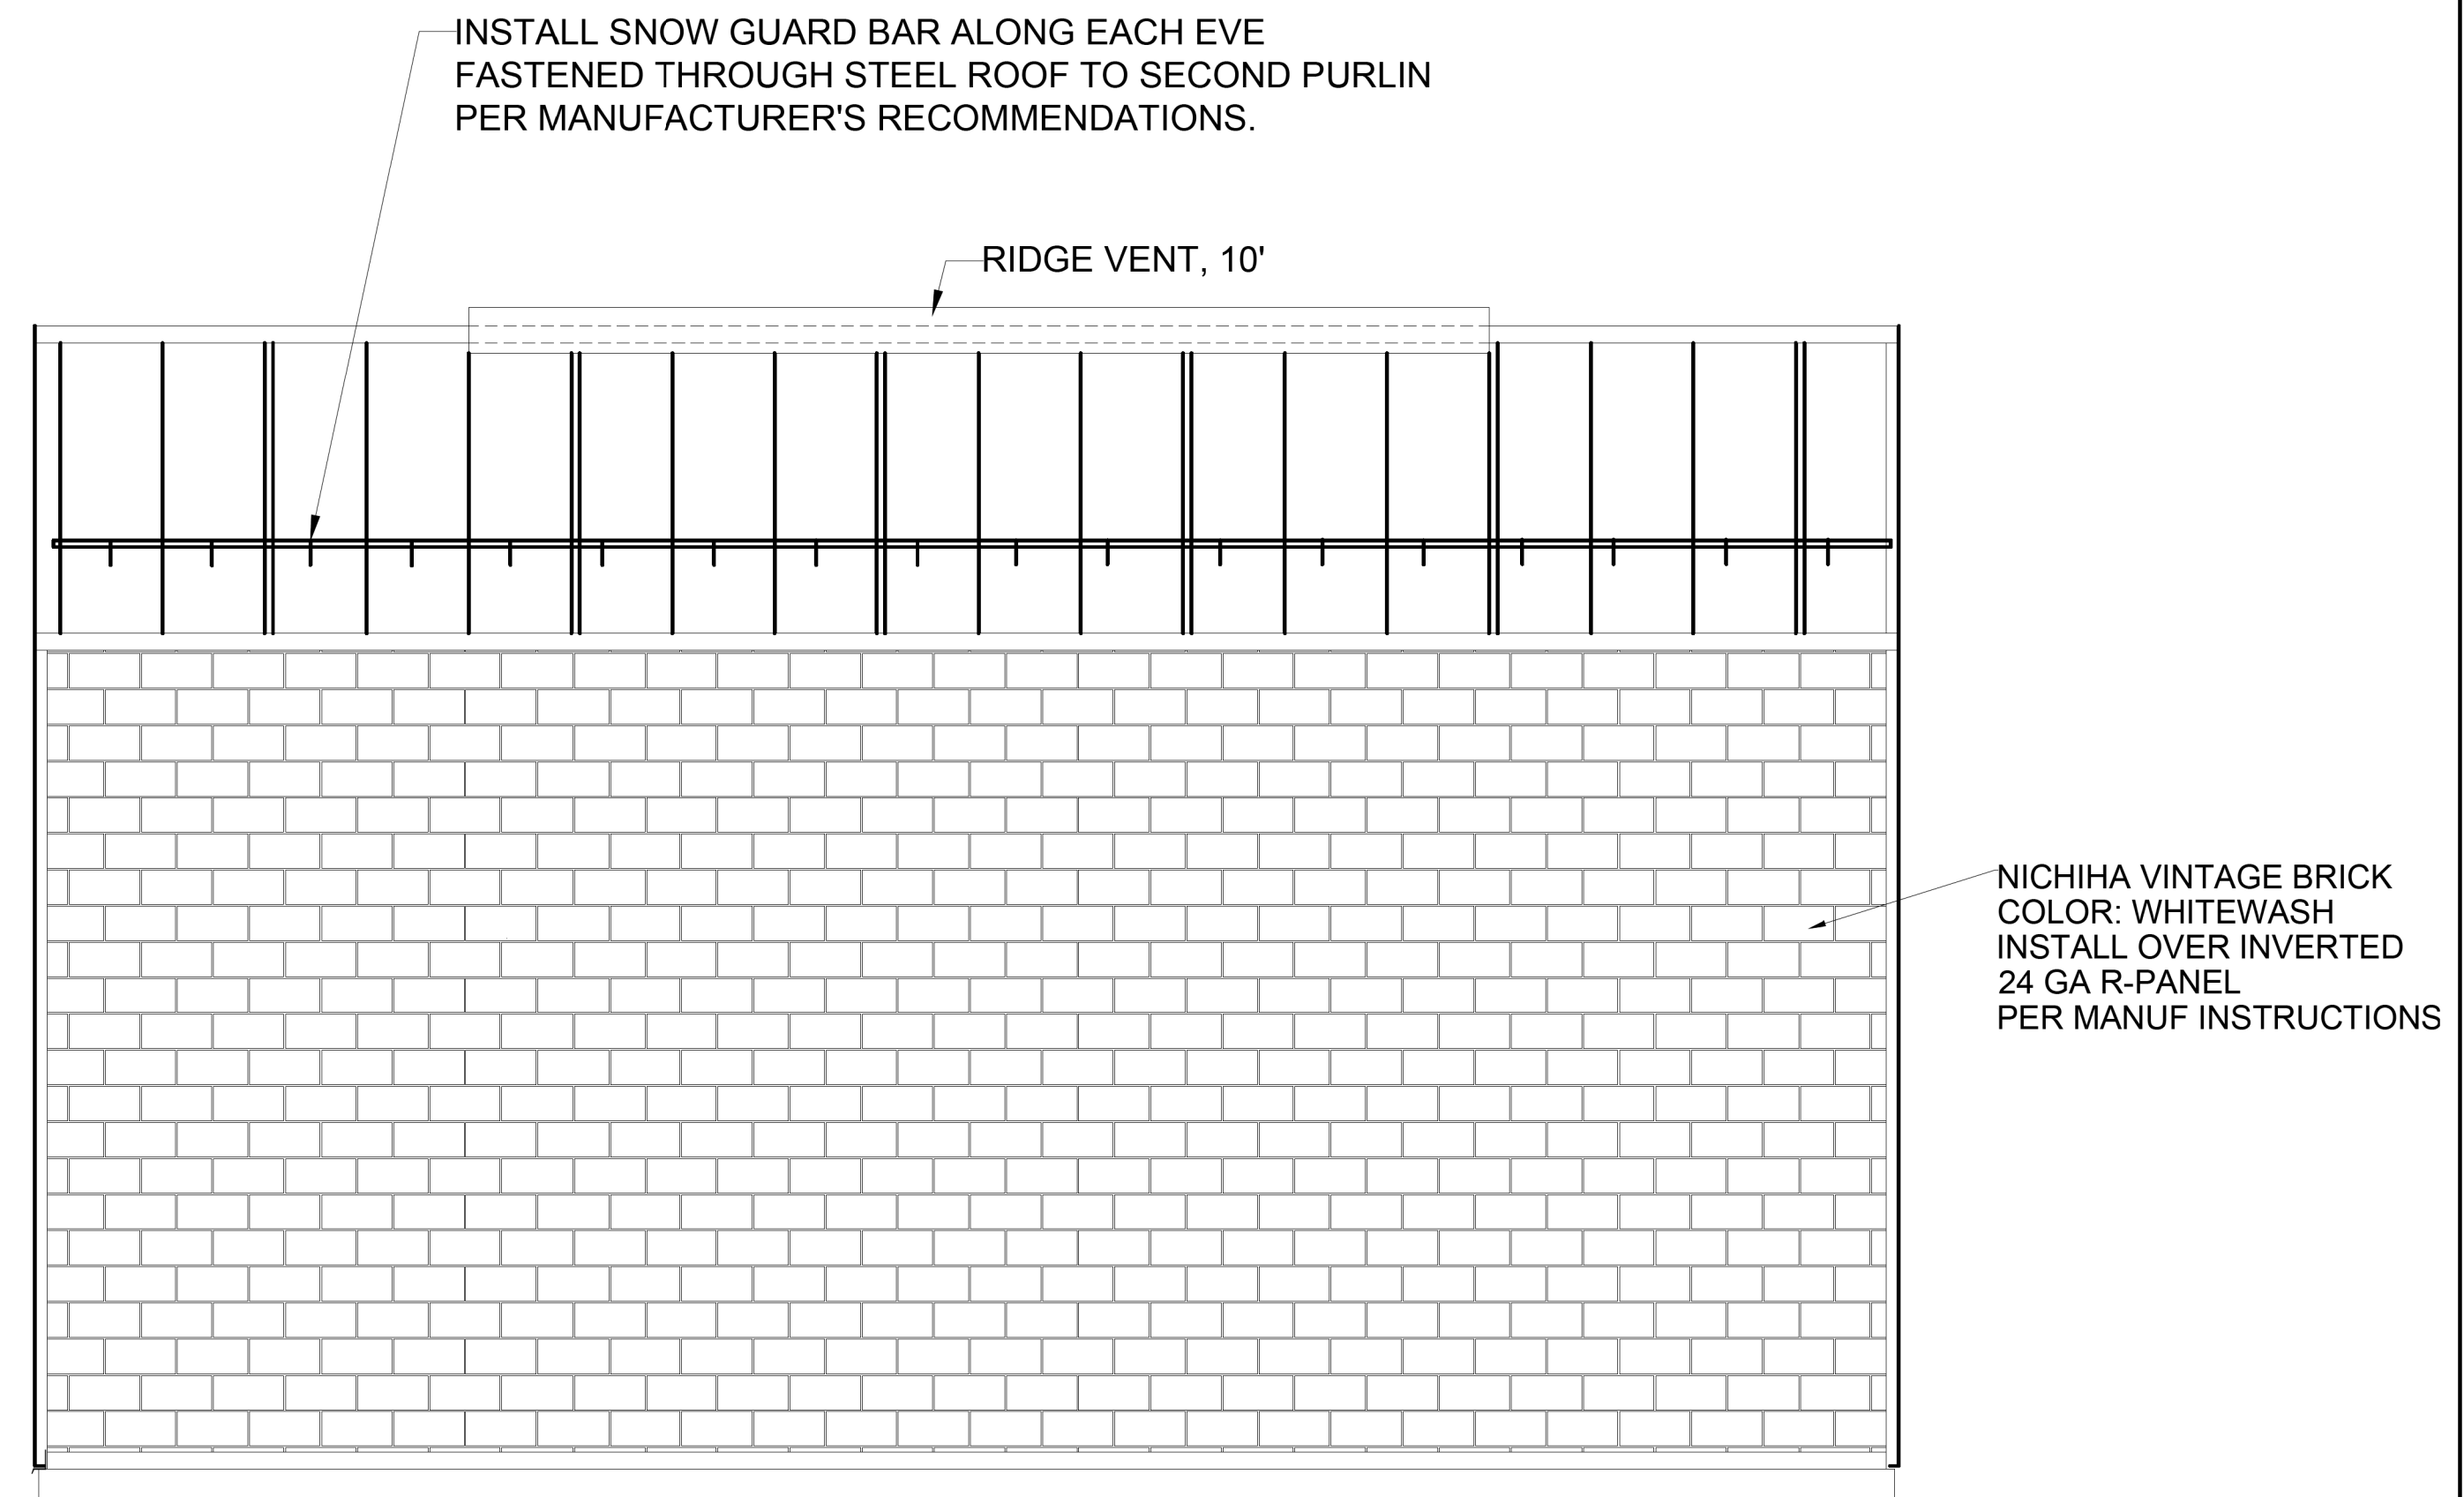 INSTALL SNOW GUARD BAR ALONG EACH EVE
FASTENED THROUGH STEEL ROOF TO SECOND PURLIN
PER MANUFACTURER'S RECOMMENDATIONS.
RIDGE VENT, 10'
NICHIHA VINTAGE BRICK
COLOR: WHITEWASH
INSTALL OVER INVERTED
24 GA R-PANEL
PER MANUF INSTRUCTIONS